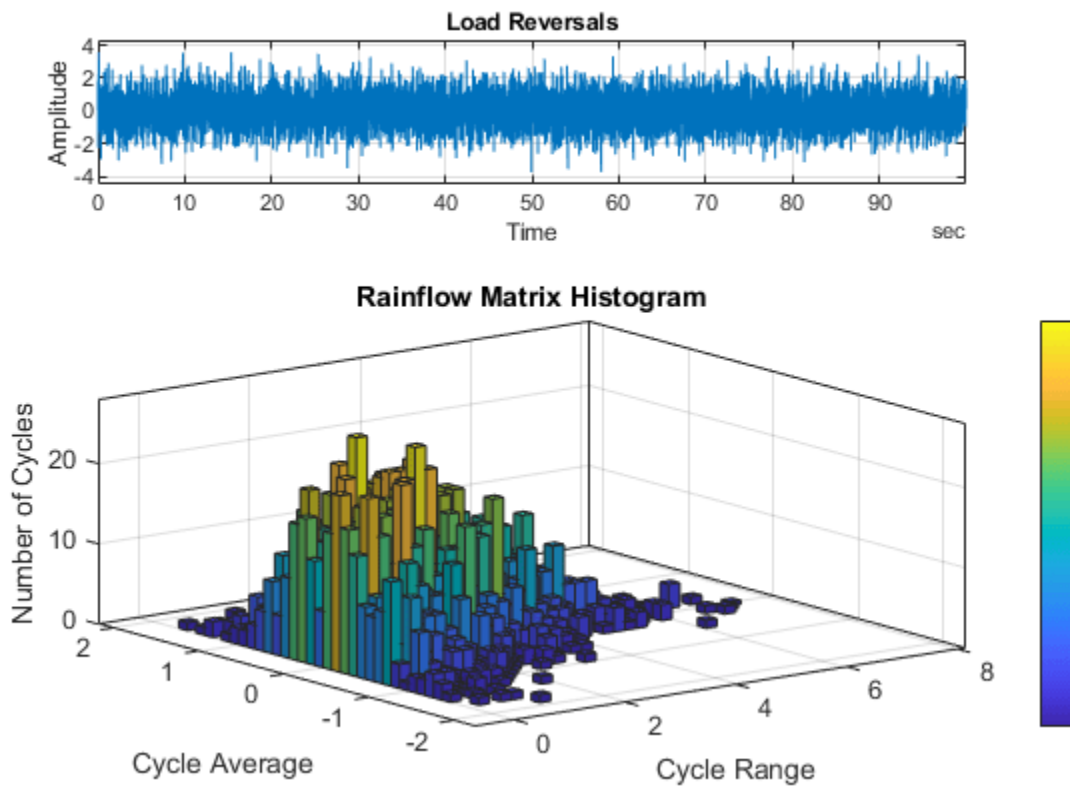 Load Reversals
4
2
0
-2
-4
Amplitude
0 10 20 30 40 50 60 70 80 90
Time
sec
Rainflow Matrix Histogram
Number of Cycles
20
10
0
2
1
0
-1
-2
Cycle Average
0
2
4
6
8
Cycle Range